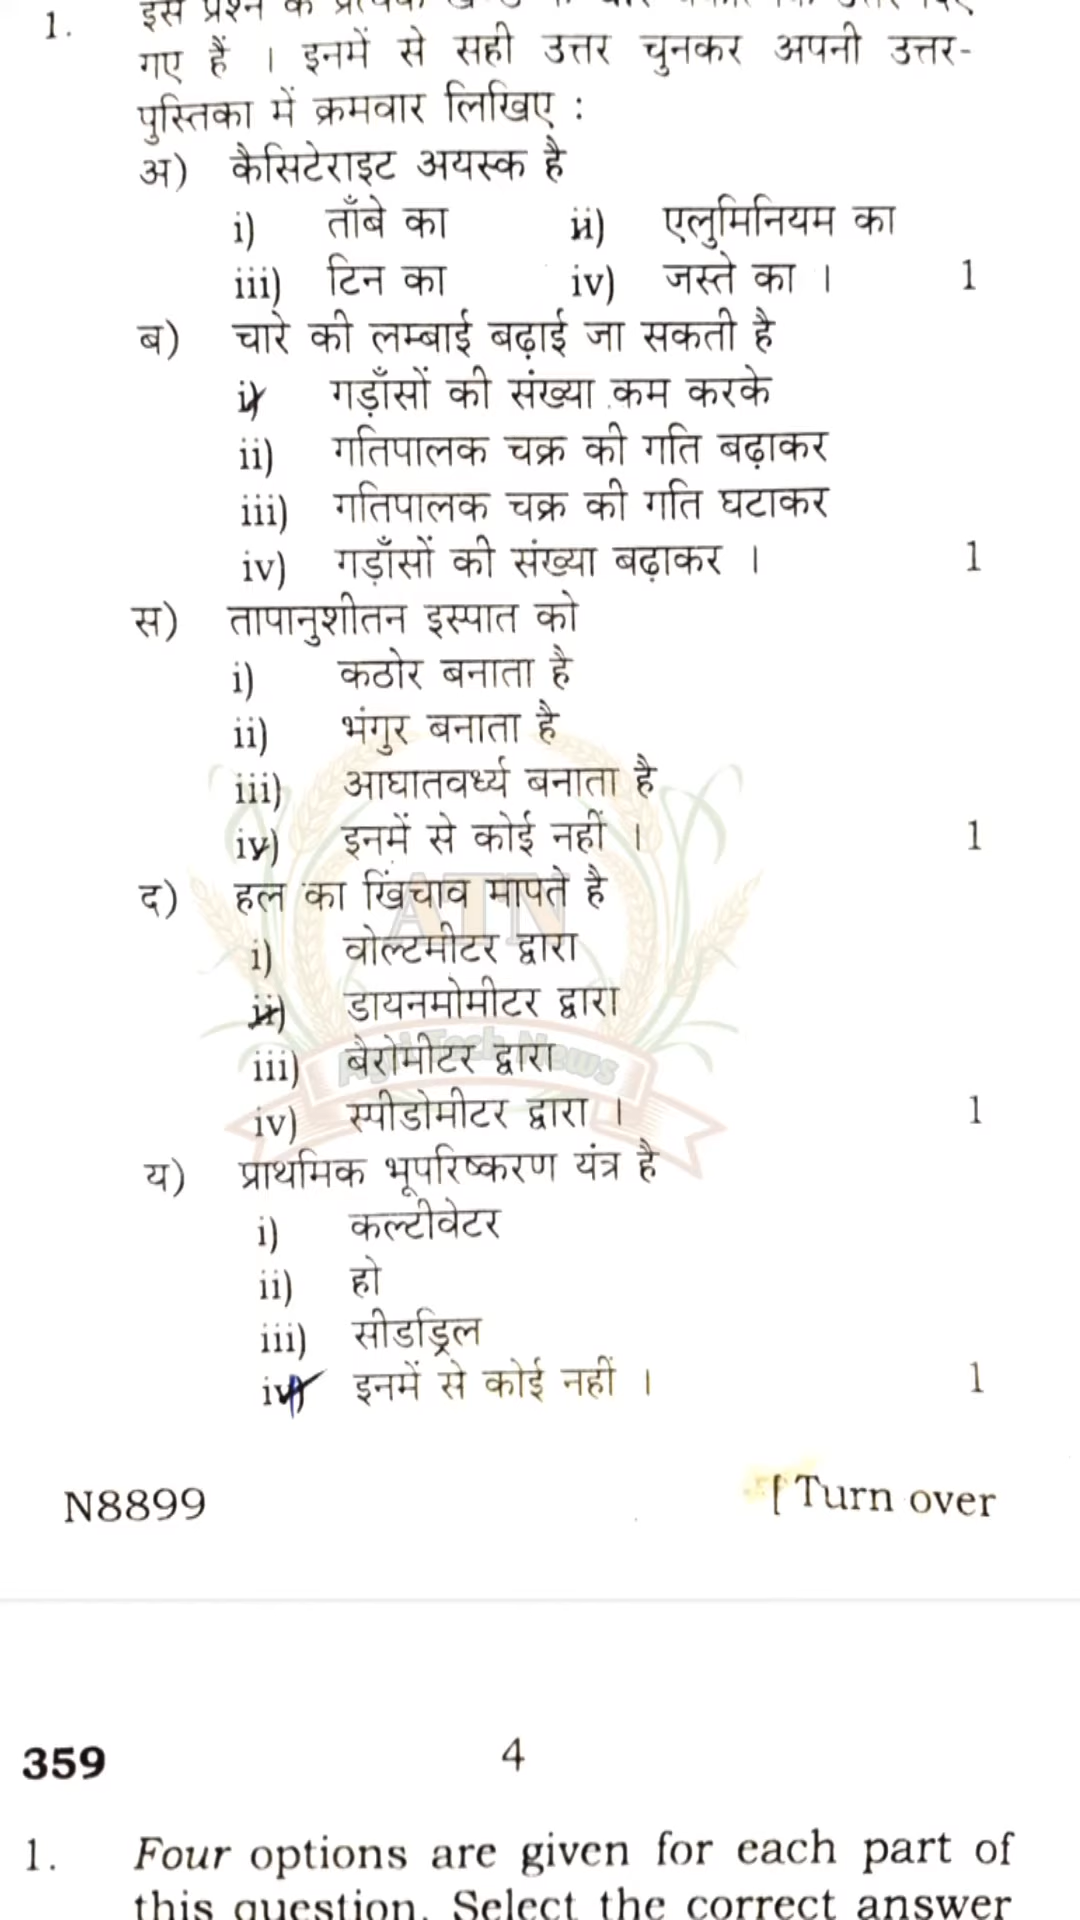 1. इस प्रश्न के प्रत्येक
गए हैं । इनमें से सही उत्तर चुनकर अपनी उत्तर-
पुस्तिका में क्रमवार लिखिए :
अ) कैसिटेराइट अयस्क है
i) ताँबे का ii) एलुमिनियम का
iii) टिन का iv) जस्ते का । 1
ब) चारे की लम्बाई बढ़ाई जा सकती है
i) गड़ाँसों की संख्या कम करके
ii) गतिपालक चक्र की गति बढ़ाकर
iii) गतिपालक चक्र की गति घटाकर
iv) गड़ाँसों की संख्या बढ़ाकर । 1
स) तापानुशीतन इस्पात को
i) कठोर बनाता है
ii) भंगुर बनाता है
iii) आघातवर्ध्य बनाता है
iv) इनमें से कोई नहीं । 1
द) हल का खिंचाव मापते है
ATN
i) वोल्टमीटर द्वारा
ii) डायनमोमीटर द्वारा
iii) बैरोमीटर द्वारा
Agri Tech News
iv) स्पीडोमीटर द्वारा । 1
य) प्राथमिक भूपरिष्करण यंत्र है
i) कल्टीवेटर
ii) हो
iii) सीडड्रिल
iv) इनमें से कोई नहीं । 1
N8899 [ Turn over
359 4
1. Four options are given for each part of
this question. Select the correct answer